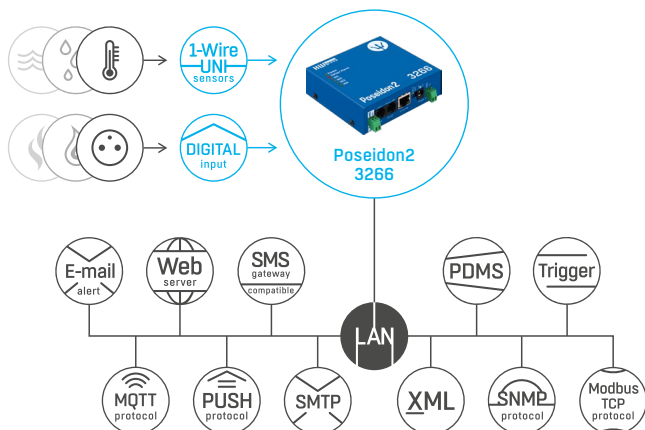 1-Wire
UNI
sensors
Poseidon2 3266
DIGITAL
input
Poseidon2
3266
E-mail
alert
Web
server
SMS
gateway
compatible
PDMS
Trigger
LAN
MQTT
protocol
PUSH
protocol
SMTP
XML
SNMP
protocol
Modbus
TCP
protocol